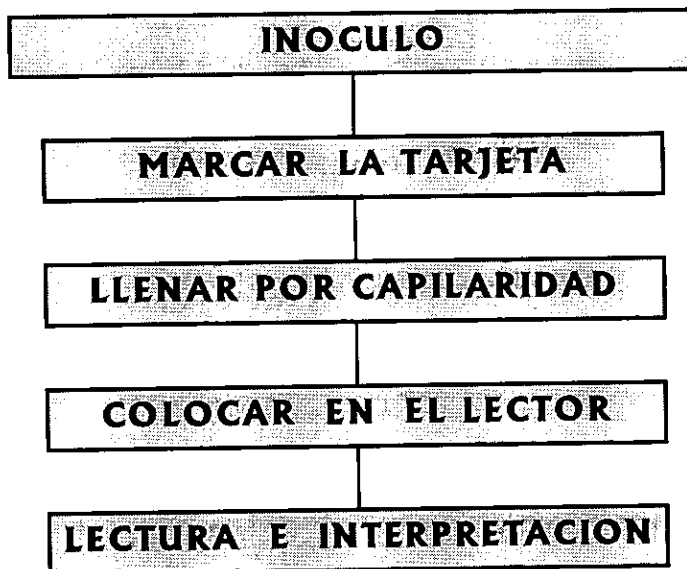 INOCULO
MARCAR LA TARJETA
LLENAR POR CAPILARIDAD
COLOCAR EN EL LECTOR
LECTURA E INTERPRETACION